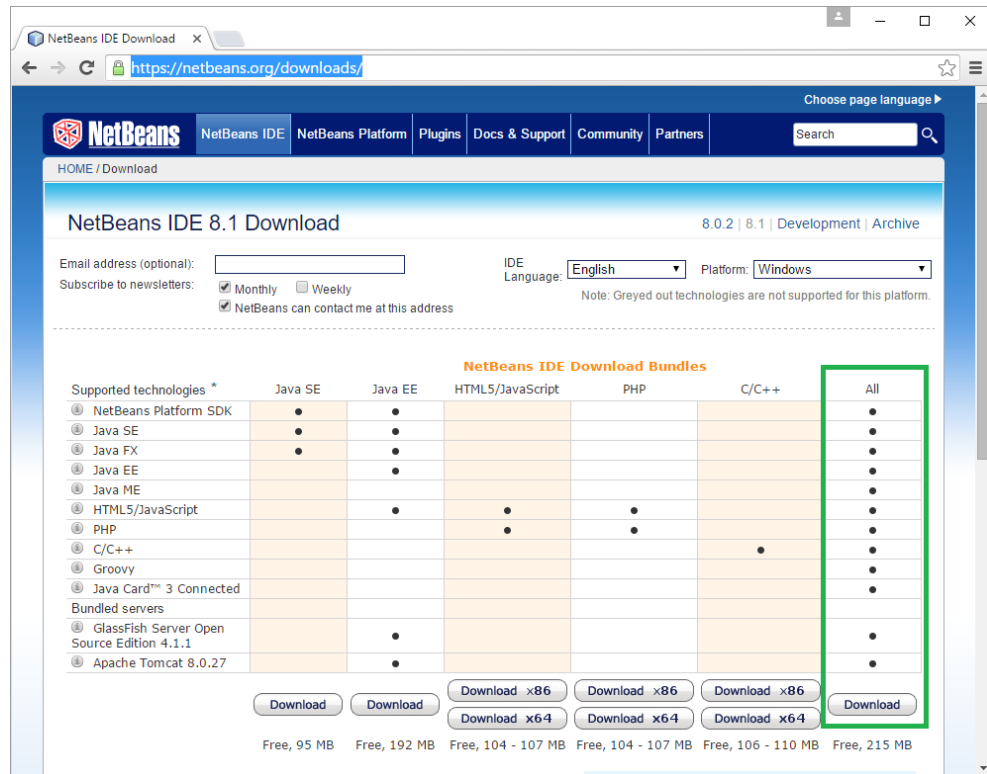 NetBeans IDE Download
https://netbeans.org/downloads/
Choose page language
NetBeans NetBeans IDE NetBeans Platform Plugins Docs & Support Community Partners Search
HOME / Download
NetBeans IDE 8.1 Download 8.0.2 | 8.1 | Development | Archive
Email address (optional): IDE Language: English Platform: Windows
Subscribe to newsletters: Monthly Weekly Note: Greyed out technologies are not supported for this platform.
NetBeans can contact me at this address
NetBeans IDE Download Bundles
Supported technologies * Java SE Java EE HTML5/JavaScript PHP C/C++ All
NetBeans Platform SDK • • •
Java SE • • •
Java FX • • •
Java EE • •
Java ME •
HTML5/JavaScript • • • •
PHP • • •
C/C++ • •
Groovy •
Java Card™ 3 Connected •
Bundled servers
GlassFish Server Open
Source Edition 4.1.1 • •
Apache Tomcat 8.0.27 • •
Download Download Download x86 Download x86 Download x86 Download
Download x64 Download x64 Download x64
Free, 95 MB Free, 192 MB Free, 104 - 107 MB Free, 104 - 107 MB Free, 106 - 110 MB Free, 215 MB